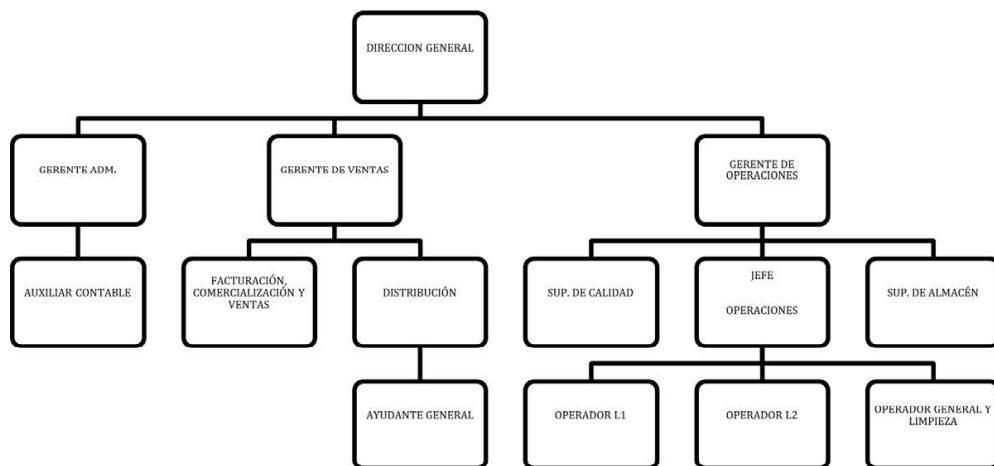 DIRECCION GENERAL
GERENTE ADM.
GERENTE DE VENTAS
GERENTE DE
OPERACIONES
AUXILIAR CONTABLE
FACTURACIÓN,
COMERCIALIZACIÓN Y
VENTAS
DISTRIBUCIÓN
SUP. DE CALIDAD
JEFE
OPERACIONES
SUP. DE ALMACÉN
AYUDANTE GENERAL
OPERADOR L1
OPERADOR L2
OPERADOR GENERAL Y
LIMPIEZA